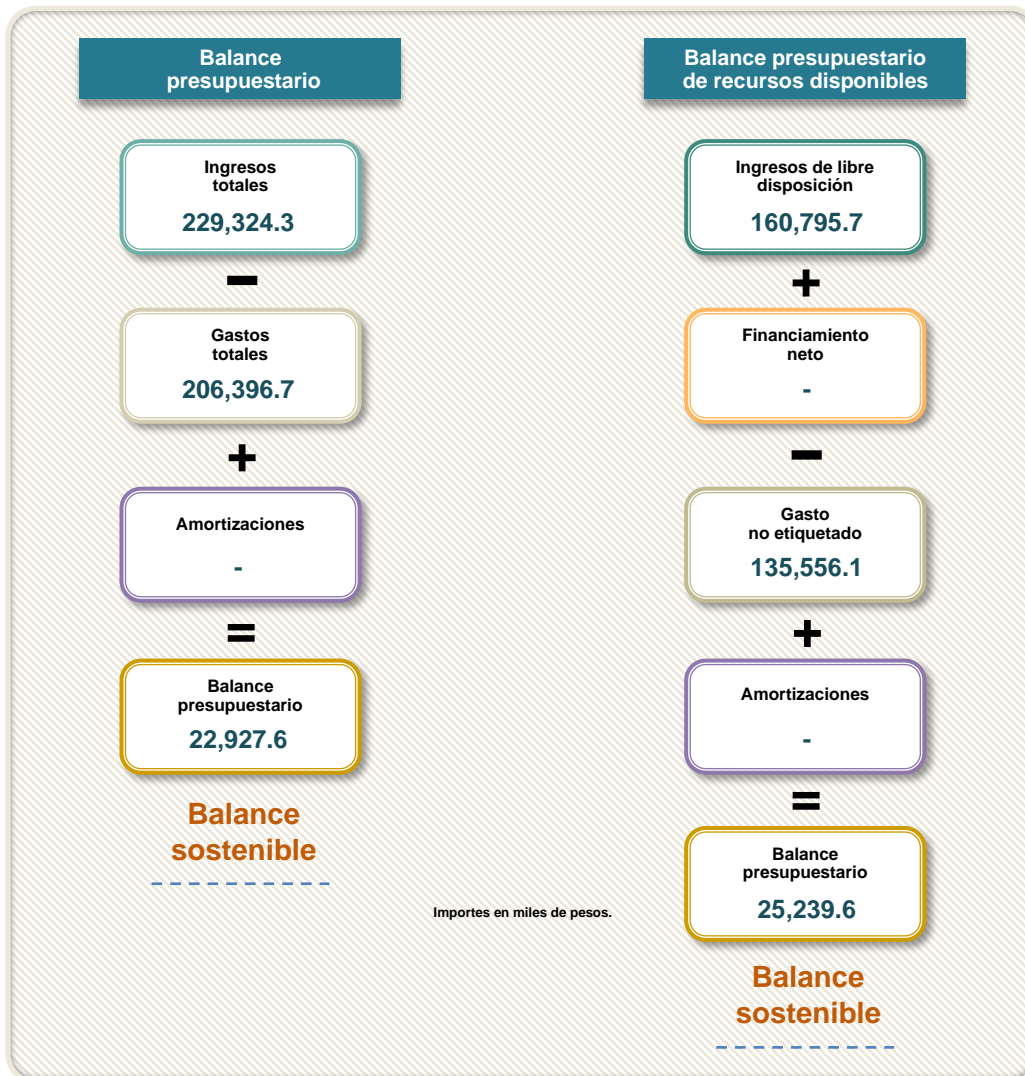 Balance
presupuestario
Ingresos
totales
229,324.3
−
Gastos
totales
206,396.7
+
Amortizaciones
-
=
Balance
presupuestario
22,927.6
Balance
sostenible
Balance presupuestario
de recursos disponibles
Ingresos de libre
disposición
160,795.7
+
Financiamiento
neto
-
−
Gasto
no etiquetado
135,556.1
+
Amortizaciones
-
=
Balance
presupuestario
25,239.6
Balance
sostenible
Importes en miles de pesos.